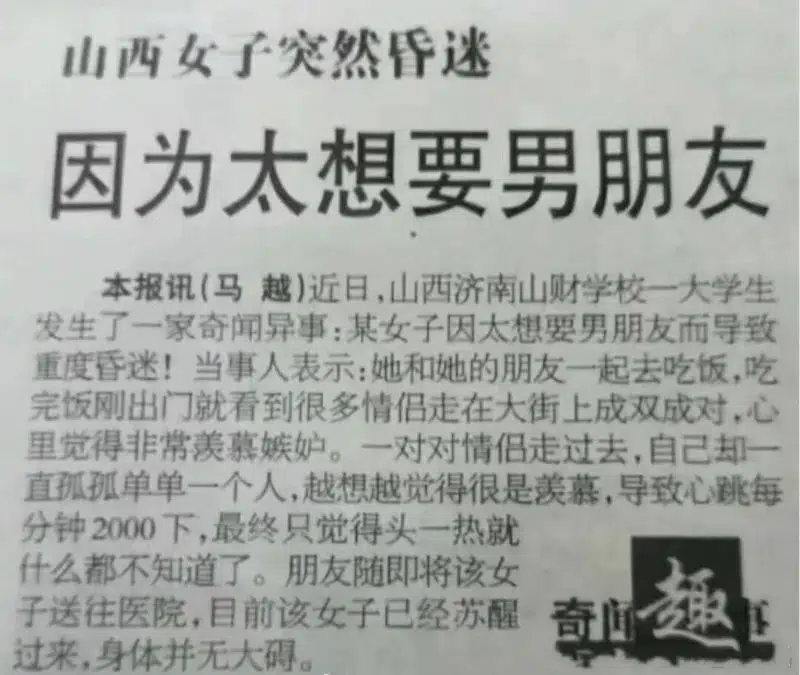 山西女子突然昏迷
因为太想要男朋友
本报讯(马 越)近日,山西济南山财学校一大学生
发生了一家奇闻异事:某女子因太想要男朋友而导致
重度昏迷! 当事人表示:她和她的朋友一起去吃饭,吃
完饭刚出门就看到很多情侣走在大街上成双成对,心
里觉得非常羡慕嫉妒。一对对情侣走过去,自己却一
直孤孤单单一个人,越想越觉得很是羡慕,导致心跳每
分钟2000下,最终只觉得头一热就
什么都不知道了。朋友随即将该女
子送往医院,目前该女子已经苏醒
过来,身体并无大碍。
奇闻 趣 事